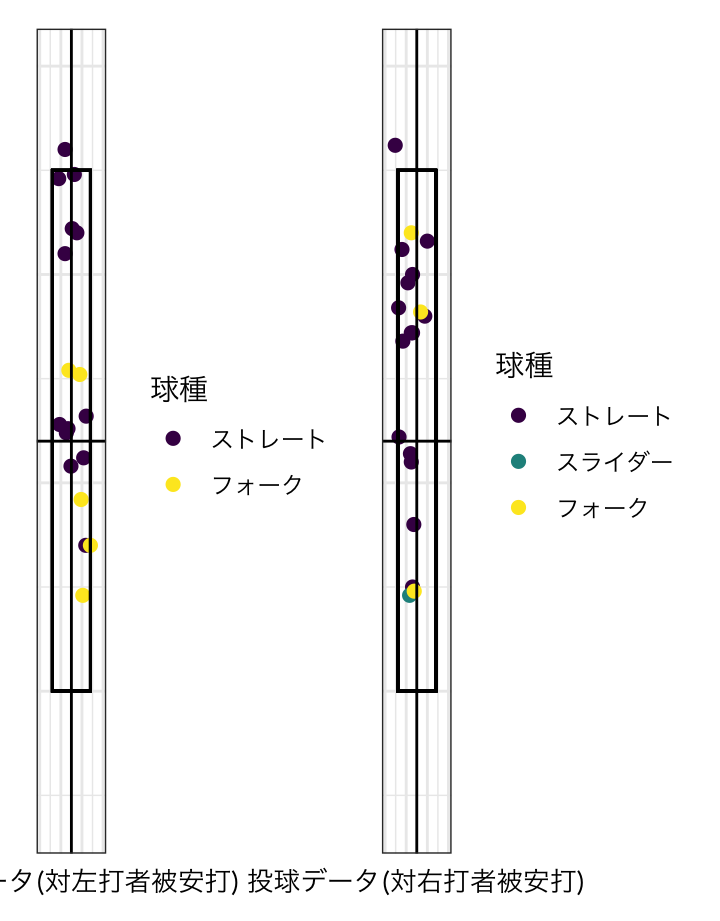 球種
ストレート
フォーク
球種
ストレート
スライダー
フォーク
ータ(対左打者被安打)
投球データ(対右打者被安打)